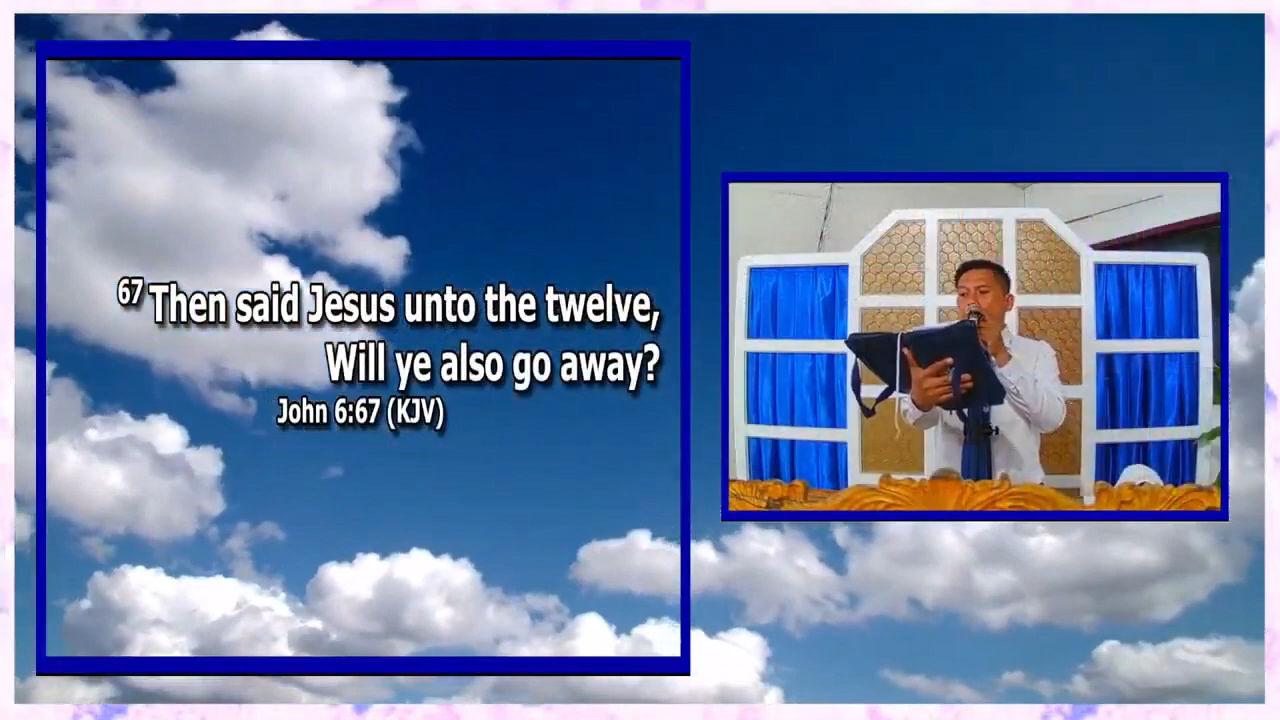 67 Then said Jesus unto the twelve,
Will ye also go away?
John 6:67 (KJV)